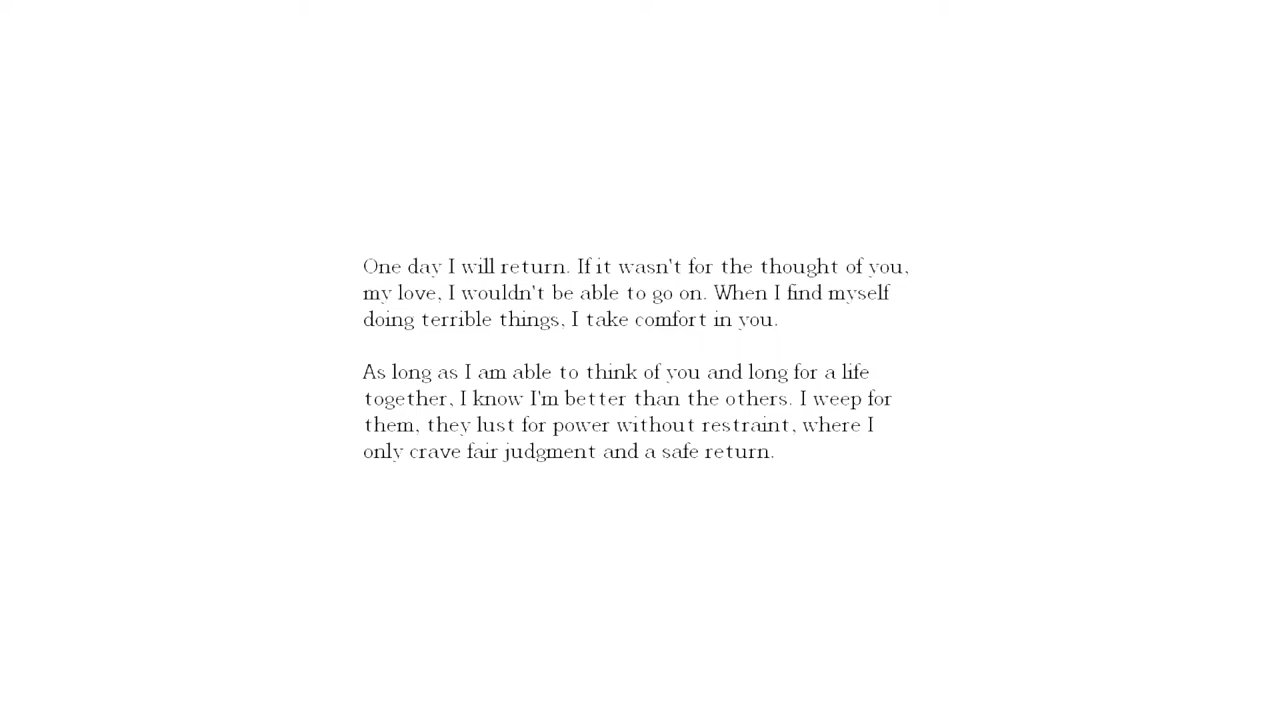 One day I will return. If it wasn't for the thought of you,
my love, I wouldn't be able to go on. When I find myself
doing terrible things, I take comfort in you.
As long as I am able to think of you and long for a life
together, I know I'm better than the others. I weep for
them, they lust for power without restraint, where I
only crave fair judgment and a safe return.